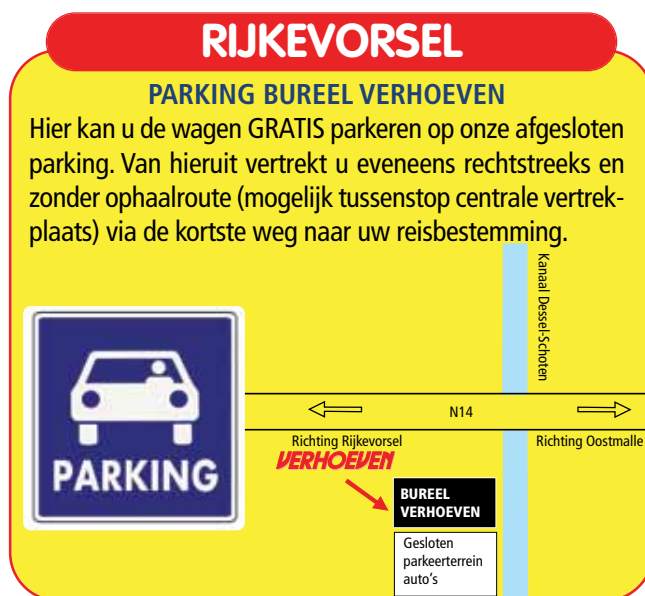 RIJKEVORSEL
PARKING BUREEL VERHOEVEN
Hier kan u de wagen GRATIS parkeren op onze afgesloten
parking. Van hieruit vertrekt u eveneens rechtstreeks en
zonder ophaalroute (mogelijk tussenstop centrale vertrek-
plaats) via de kortste weg naar uw reisbestemming.
Kanaal Dessel-Schoten
N14
Richting Rijkevorsel
Richting Oostmalle
VERHOEVEN
PARKING
BUREEL
VERHOEVEN
Gesloten
parkeerterrein
auto's